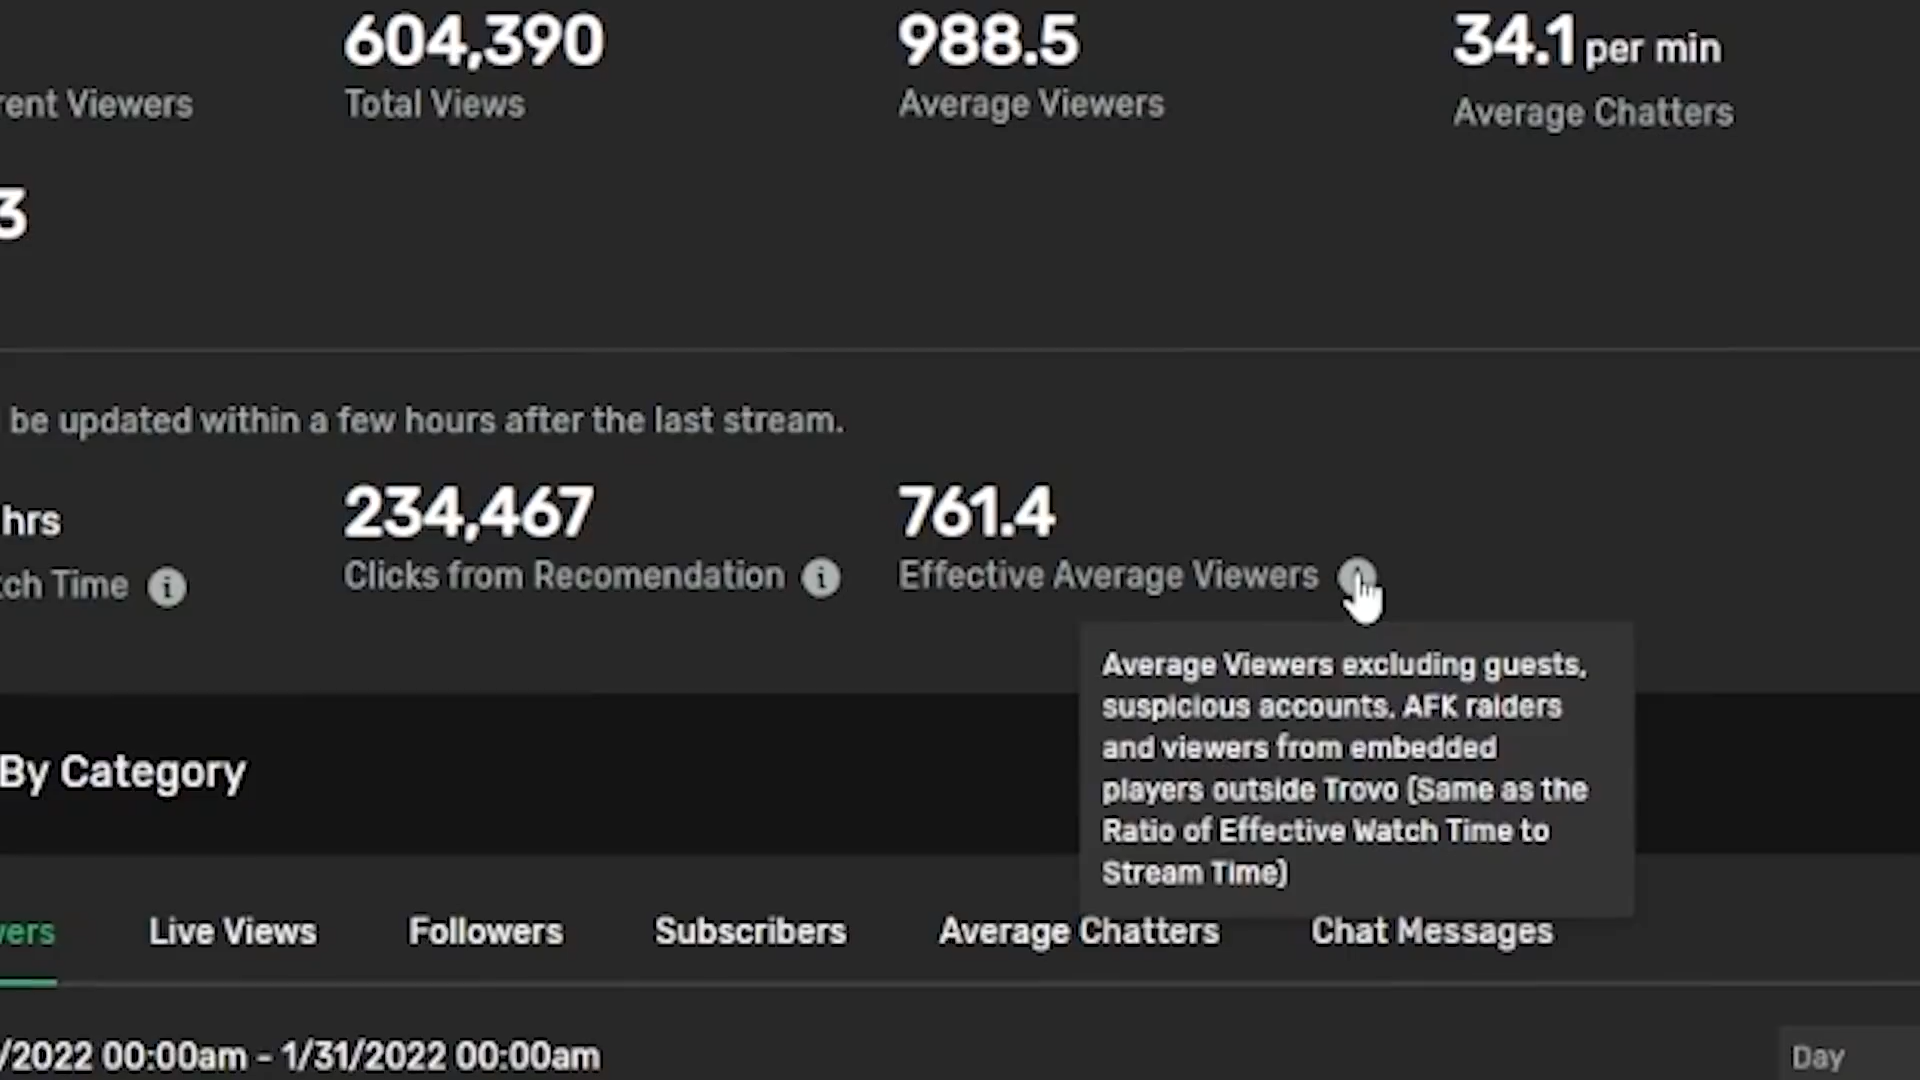 604,390
988.5
34.1 per min
rent Viewers
Total Views
Average Viewers
Average Chatters
3
be updated within a few hours after the last stream.
hrs
234,467
761.4
tch Time
Clicks from Recomendation
Effective Average Viewers
Average Viewers excluding guests,
suspicious accounts, AFK raiders
and viewers from embedded
players outside Trovo (Same as the
Ratio of Effective Watch Time to
Stream Time)
By Category
wers
Live Views
Followers
Subscribers
Average Chatters
Chat Messages
/2022 00:00am - 1/31/2022 00:00am
Day